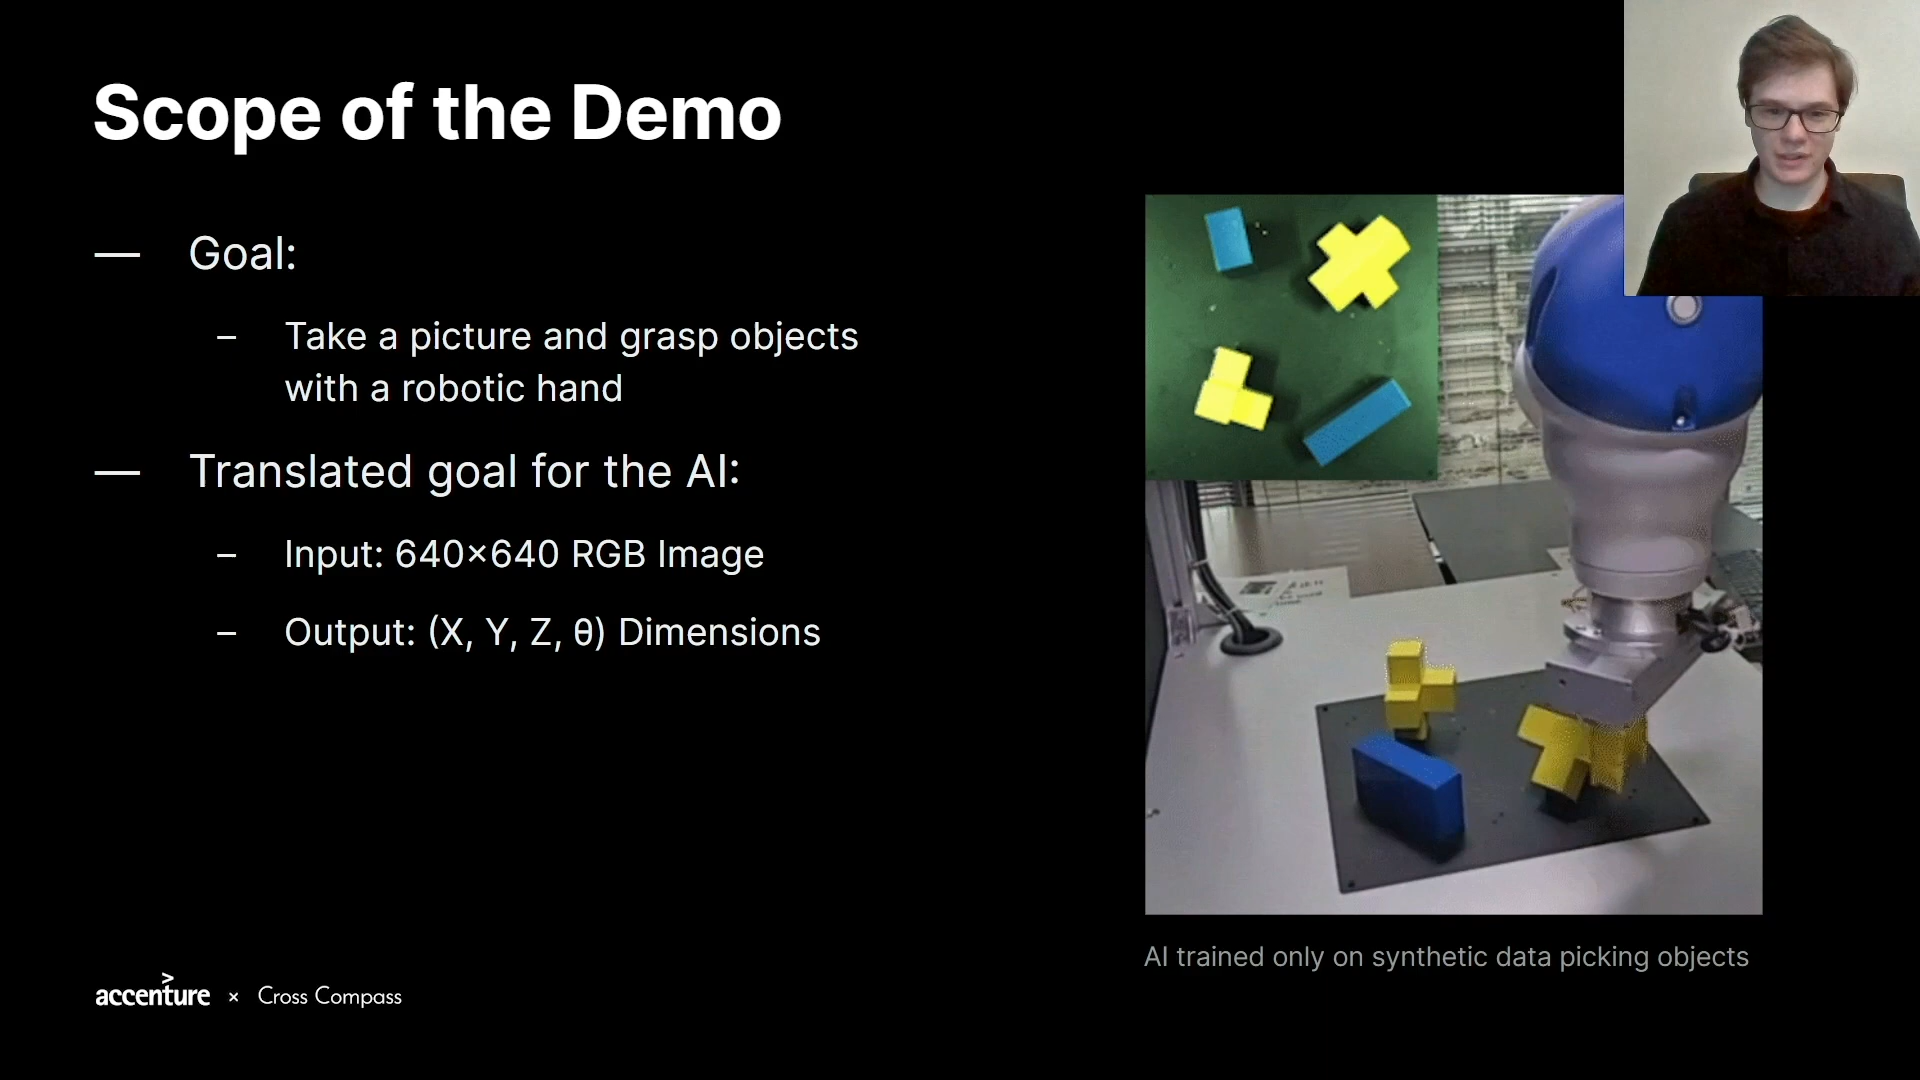 Scope of the Demo
— Goal:
– Take a picture and grasp objects
with a robotic hand
— Translated goal for the AI:
– Input: 640×640 RGB Image
– Output: (X, Y, Z, θ) Dimensions
accenture × Cross Compass
AI trained only on synthetic data picking objects